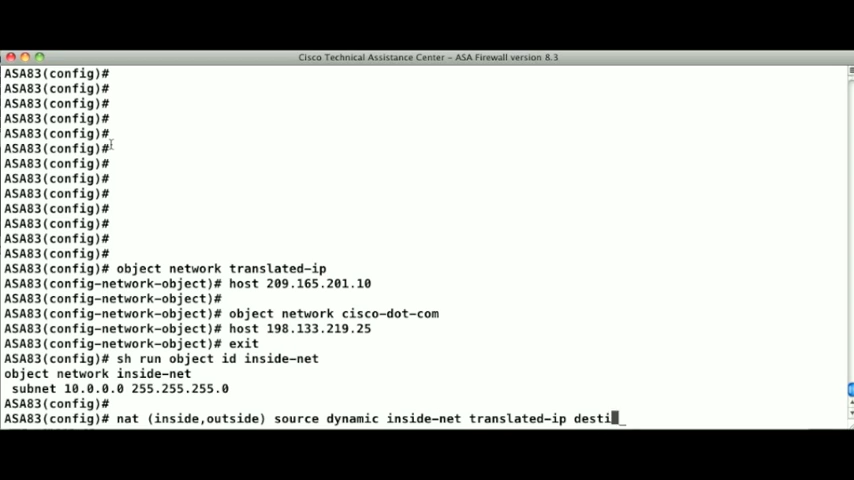 Cisco Technical Assistance Center – ASA Firewall version 8.3
ASA83(config)#
ASA83(config)#
ASA83(config)#
ASA83(config)#
ASA83(config)#
ASA83(config)#
ASA83(config)#
ASA83(config)#
ASA83(config)#
ASA83(config)#
ASA83(config)#
ASA83(config)#
ASA83(config)#
ASA83(config)# object network translated-ip
ASA83(config-network-object)# host 209.165.201.10
ASA83(config-network-object)#
ASA83(config-network-object)# object network cisco-dot-com
ASA83(config-network-object)# host 198.133.219.25
ASA83(config-network-object)# exit
ASA83(config)# sh run object id inside-net
object network inside-net
 subnet 10.0.0.0 255.255.255.0
ASA83(config)#
ASA83(config)# nat (inside,outside) source dynamic inside-net translated-ip desti_